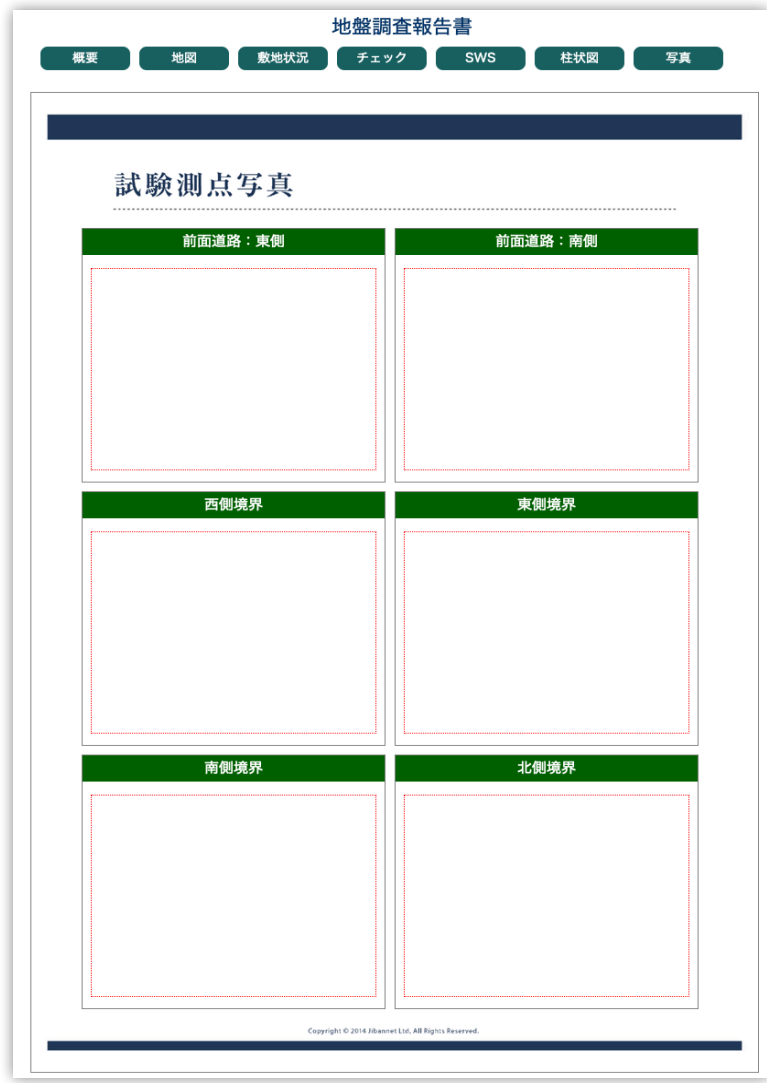 地盤調査報告書
概要 地図 敷地状況 チェック SWS 柱状図 写真
試験測点写真
前面道路：東側 前面道路：南側
西側境界 東側境界
南側境界 北側境界
Copyright © 2014 Jibannet Ltd, All Rights Reserved.